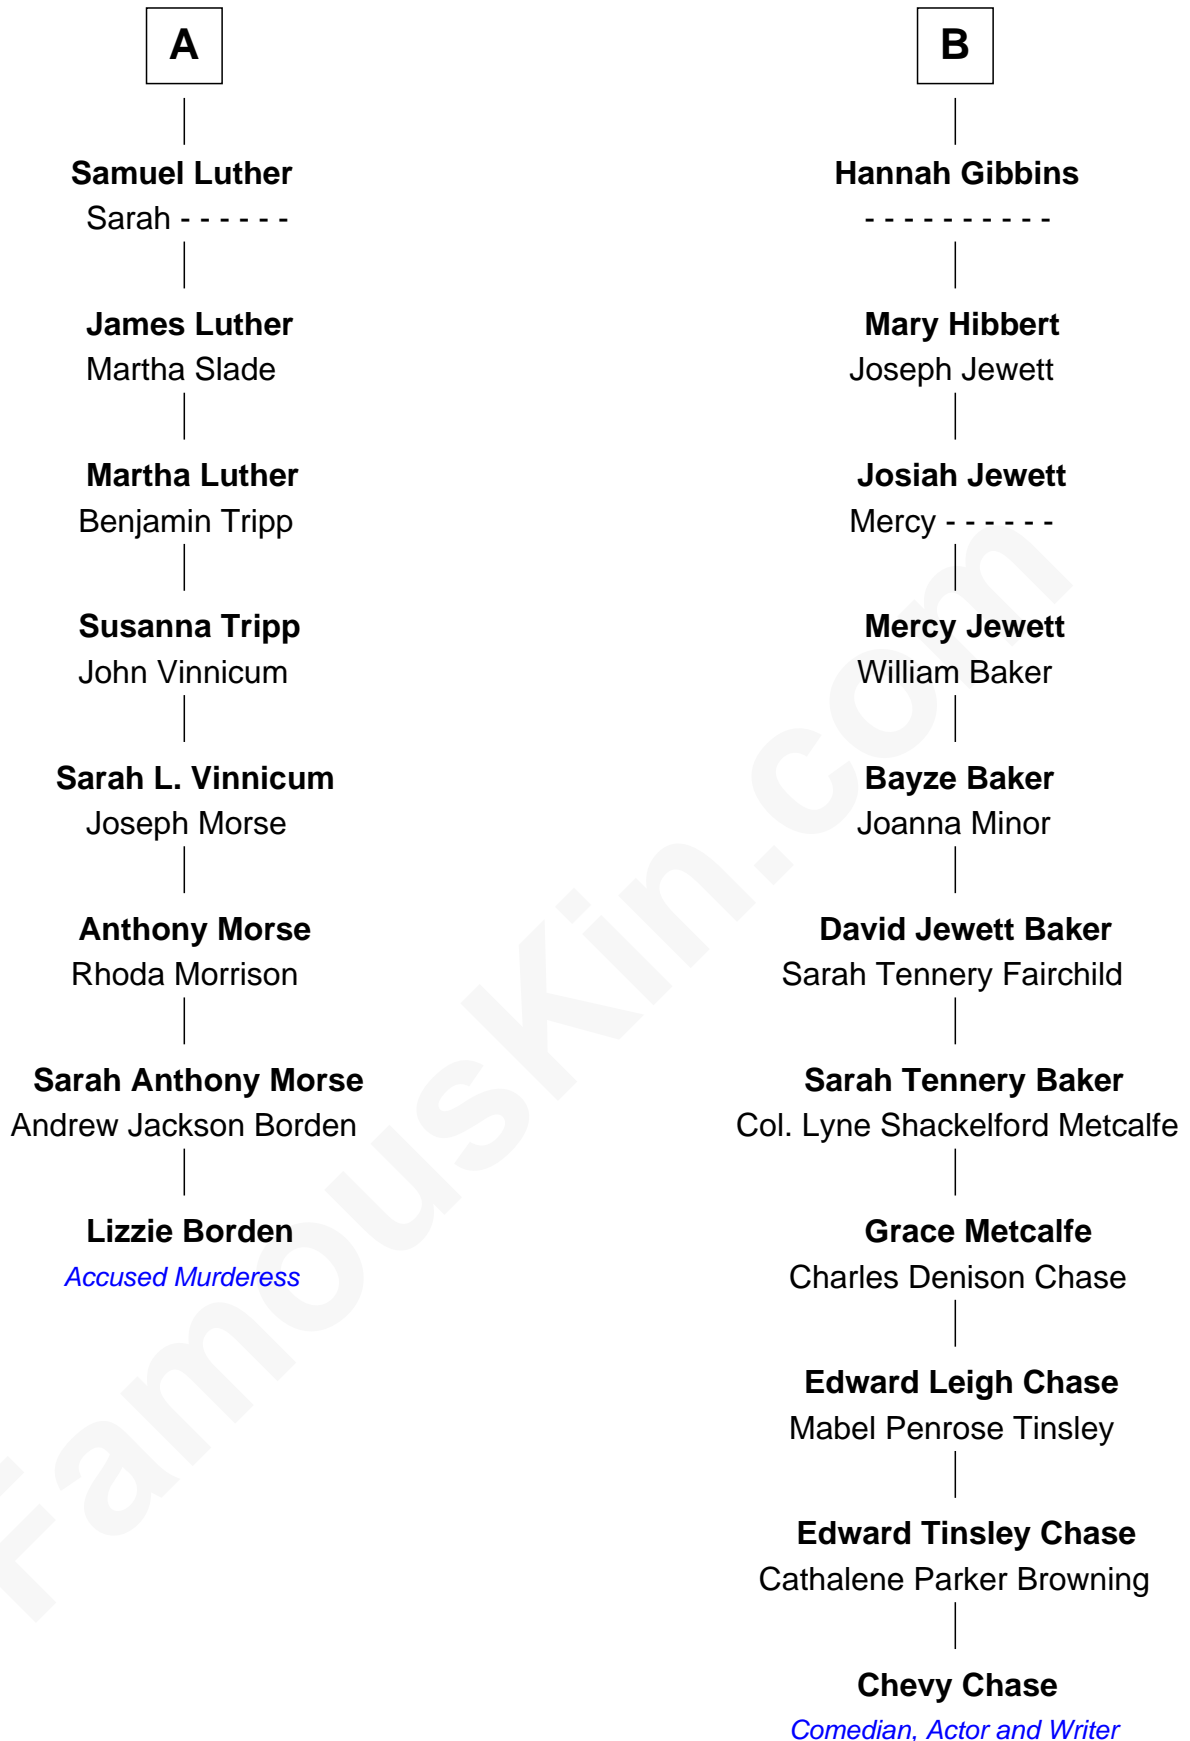 A
Samuel Luther
Sarah - - - - - -
James Luther
Martha Slade
Martha Luther
Benjamin Tripp
Susanna Tripp
John Vinnicum
Sarah L. Vinnicum
Joseph Morse
Anthony Morse
Rhoda Morrison
Sarah Anthony Morse
Andrew Jackson Borden
Lizzie Borden
Accused Murderess
B
Hannah Gibbins
- - - - - - - - - -
Mary Hibbert
Joseph Jewett
Josiah Jewett
Mercy - - - - - -
Mercy Jewett
William Baker
Bayze Baker
Joanna Minor
David Jewett Baker
Sarah Tennery Fairchild
Sarah Tennery Baker
Col. Lyne Shackelford Metcalfe
Grace Metcalfe
Charles Denison Chase
Edward Leigh Chase
Mabel Penrose Tinsley
Edward Tinsley Chase
Cathalene Parker Browning
Chevy Chase
Comedian, Actor and Writer
FamousKin.com